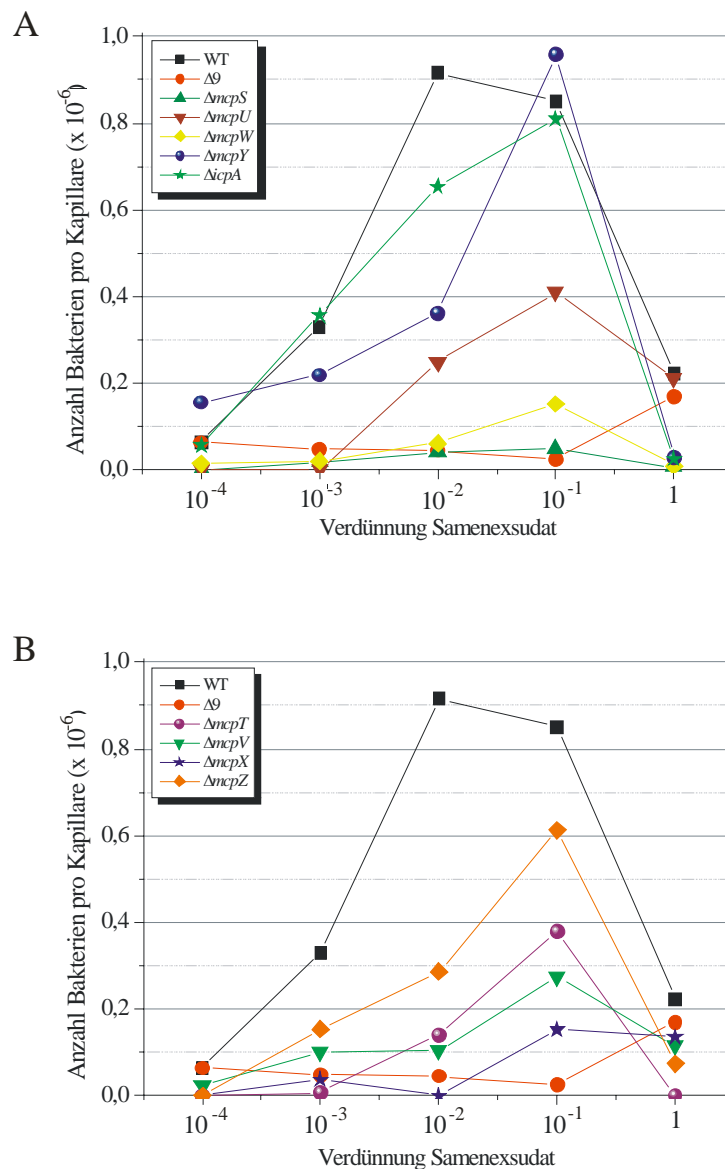 A
Anzahl Bakterien pro Kapillare (x 10⁻⁶)
1,0
0,8
0,6
0,4
0,2
0,0
WT
Δ9
ΔmcpS
ΔmcpU
ΔmcpW
ΔmcpY
ΔicpA
10⁻⁴ 10⁻³ 10⁻² 10⁻¹ 1
Verdünnung Samenexsudat
B
Anzahl Bakterien pro Kapillare (x 10⁻⁶)
1,0
0,8
0,6
0,4
0,2
0,0
WT
Δ9
ΔmcpT
ΔmcpV
ΔmcpX
ΔmcpZ
10⁻⁴ 10⁻³ 10⁻² 10⁻¹ 1
Verdünnung Samenexsudat